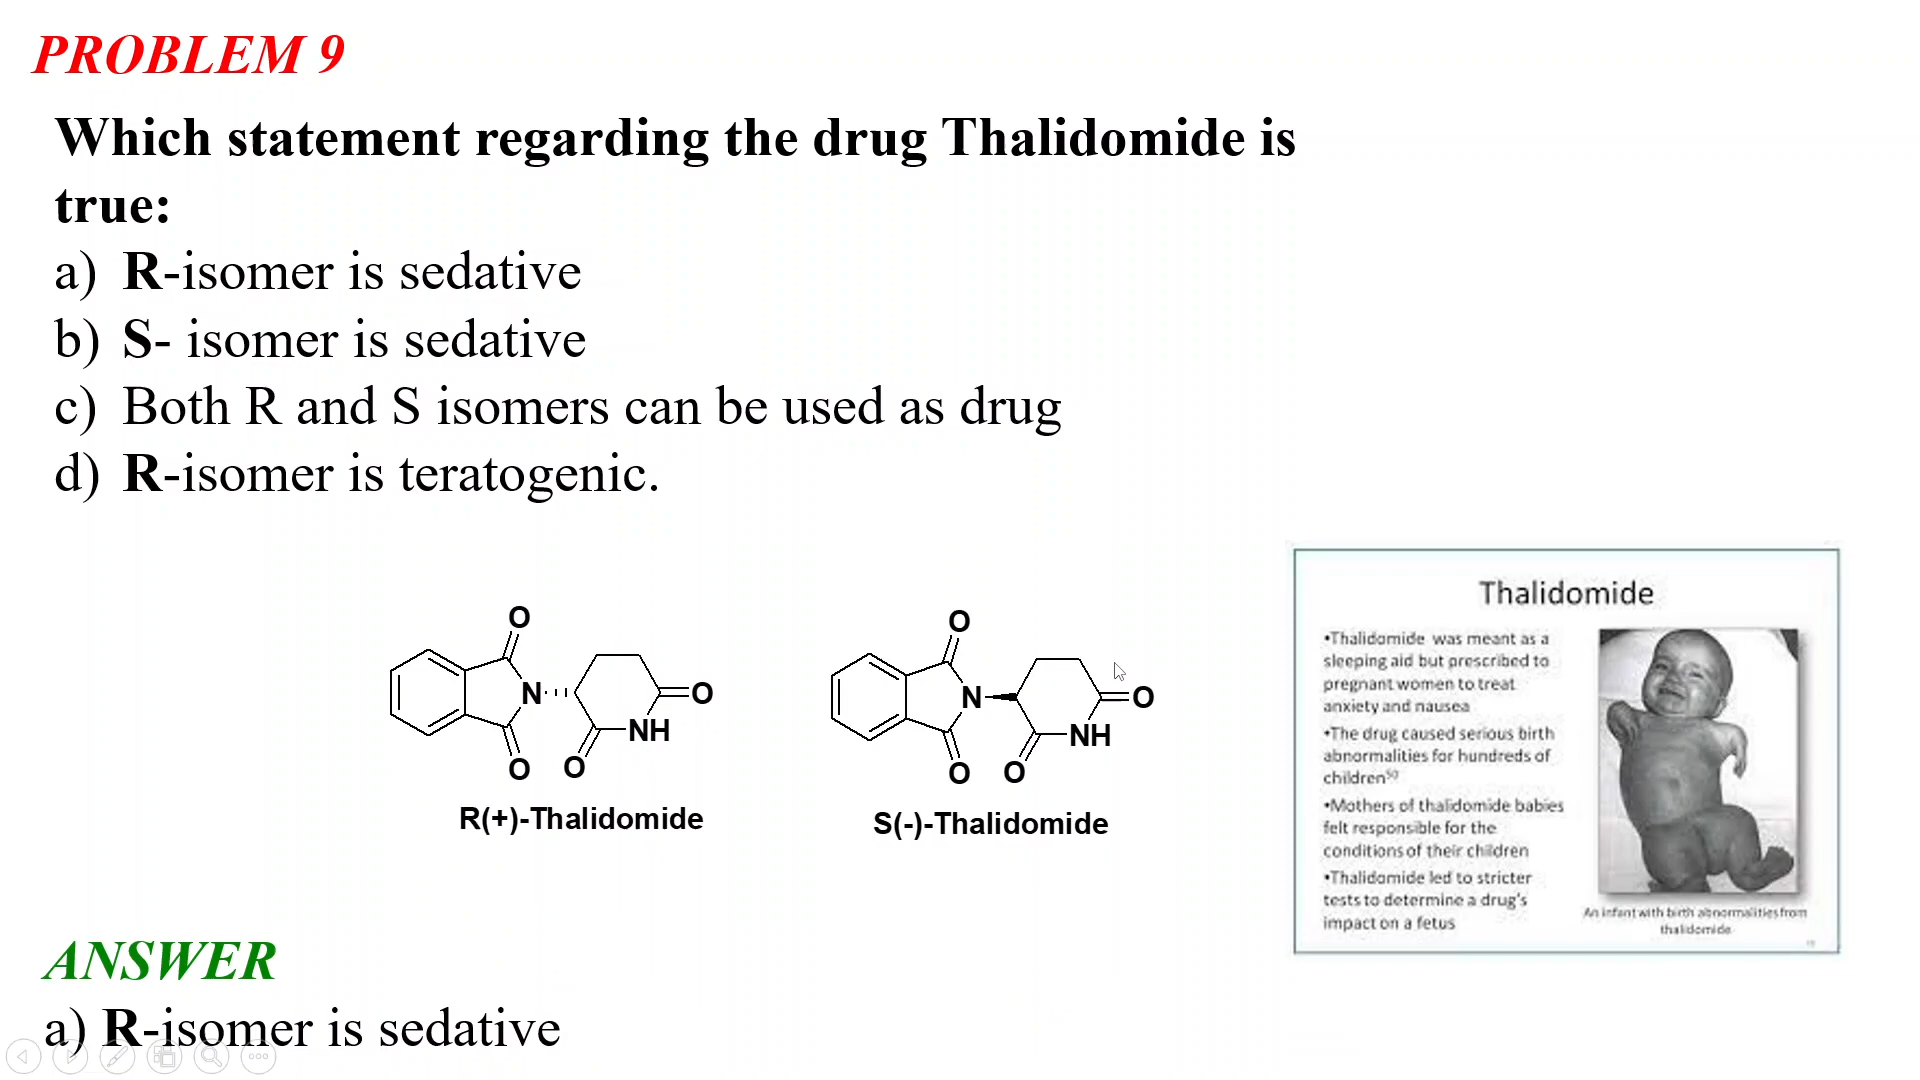 PROBLEM 9
Which statement regarding the drug Thalidomide is
true:
a) R-isomer is sedative
b) S- isomer is sedative
c) Both R and S isomers can be used as drug
d) R-isomer is teratogenic.
O
N
O
O
NH
O
R(+)-Thalidomide
O
N
O
O
NH
O
S(-)-Thalidomide
Thalidomide
•Thalidomide was meant as a
sleeping aid but prescribed to
pregnant women to treat
anxiety and nausea
•The drug caused serious birth
abnormalities for hundreds of
children⁵⁰
•Mothers of thalidomide babies
felt responsible for the
conditions of their children
•Thalidomide led to stricter
tests to determine a drug's
impact on a fetus
An infant with birth abnormalities from
thalidomide
ANSWER
a) R-isomer is sedative